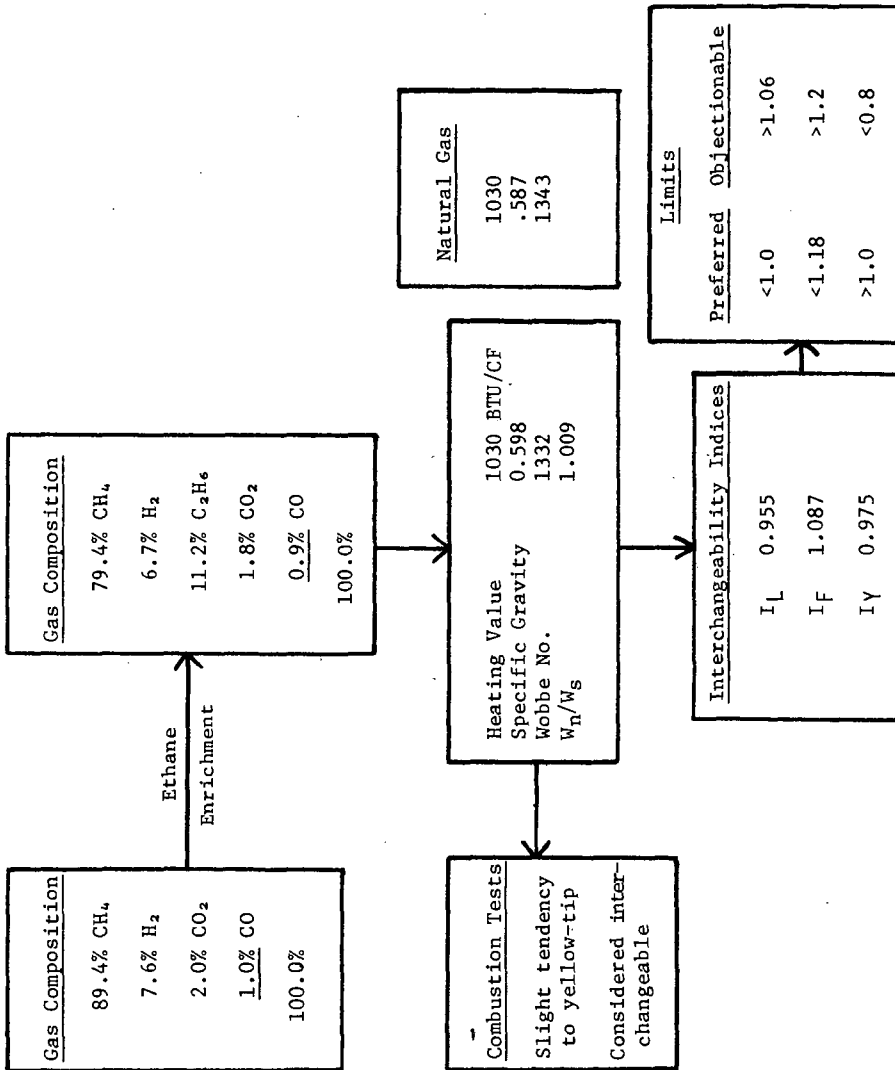 Gas Composition
89.4% CH₄
7.6% H₂
2.0% CO₂
1.0% CO
100.0%
Ethane
Enrichment
Gas Composition
79.4% CH₄
6.7% H₂
11.2% C₂H₆
1.8% CO₂
0.9% CO
100.0%
Combustion Tests
Slight tendency
to yellow-tip
Considered inter-
changeable
Heating Value 1030 BTU/CF
Specific Gravity 0.598
Wobbe No. 1332
Wn/Ws 1.009
Natural Gas
1030
.587
1343
Interchangeability Indices
IL 0.955
IF 1.087
IY 0.975
Limits
Preferred Objectionable
<1.0 >1.06
<1.18 >1.2
>1.0 <0.8